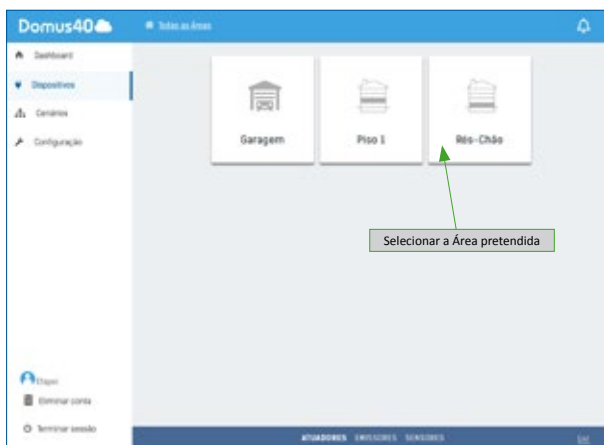 Domus40
Todas as Áreas
Dashboard
Dispositivos
Cenários
Configuração
Garagem
Piso 1
Rés-Chão
Selecionar a Área pretendida
Eliminar conta
Terminar sessão
ATUADORES EMISSORES SENSORES